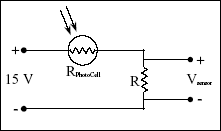 + +
15 V R PhotoCell R V sensor
- -